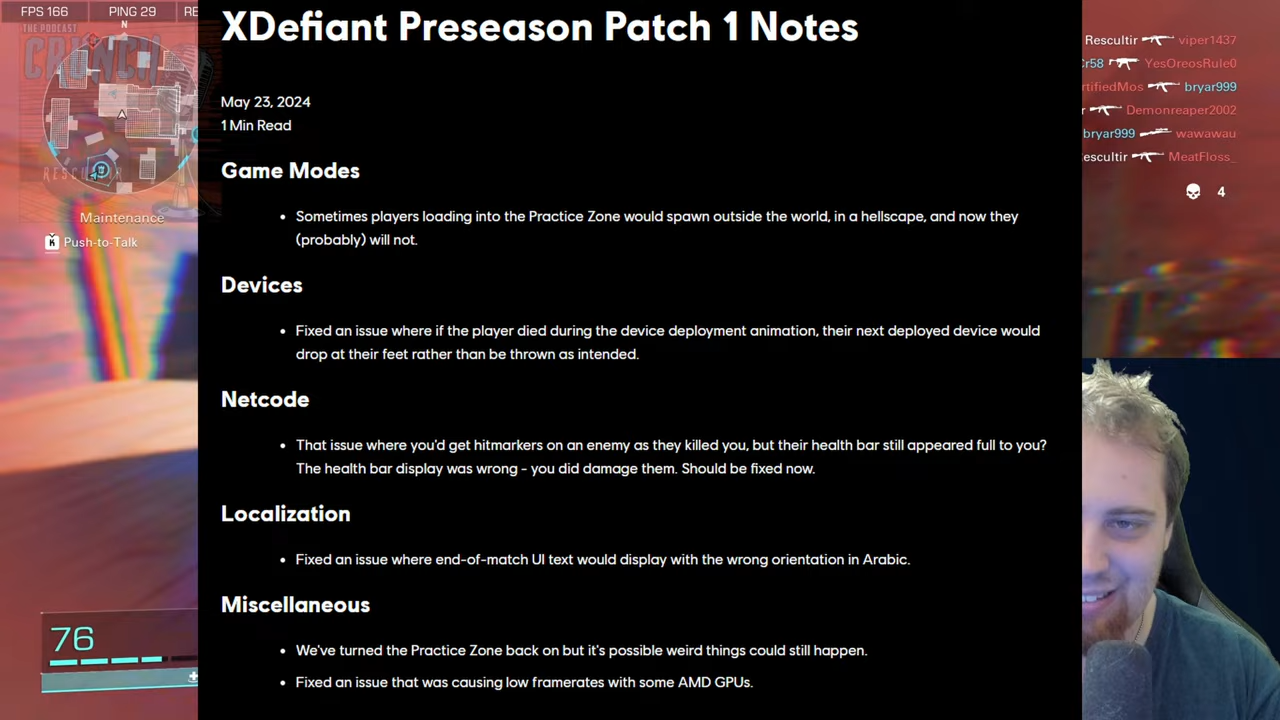 FPS 166 PING 29 RE
THE PODCAST
CRUNCH
N
RESCULTIR
Maintenance
K Push-to-Talk
76
XDefiant Preseason Patch 1 Notes
May 23, 2024
1 Min Read
Game Modes
• Sometimes players loading into the Practice Zone would spawn outside the world, in a hellscape, and now they
(probably) will not.
Devices
• Fixed an issue where if the player died during the device deployment animation, their next deployed device would
drop at their feet rather than be thrown as intended.
Netcode
• That issue where you'd get hitmarkers on an enemy as they killed you, but their health bar still appeared full to you?
The health bar display was wrong - you did damage them. Should be fixed now.
Localization
• Fixed an issue where end-of-match UI text would display with the wrong orientation in Arabic.
Miscellaneous
• We've turned the Practice Zone back on but it's possible weird things could still happen.
• Fixed an issue that was causing low framerates with some AMD GPUs.
Rescultir viper1437
r58 YesOreosRule0
rtifiedMos bryar999
r Demonreaper2002
bryar999 wawawau
escultir MeatFloss_
4